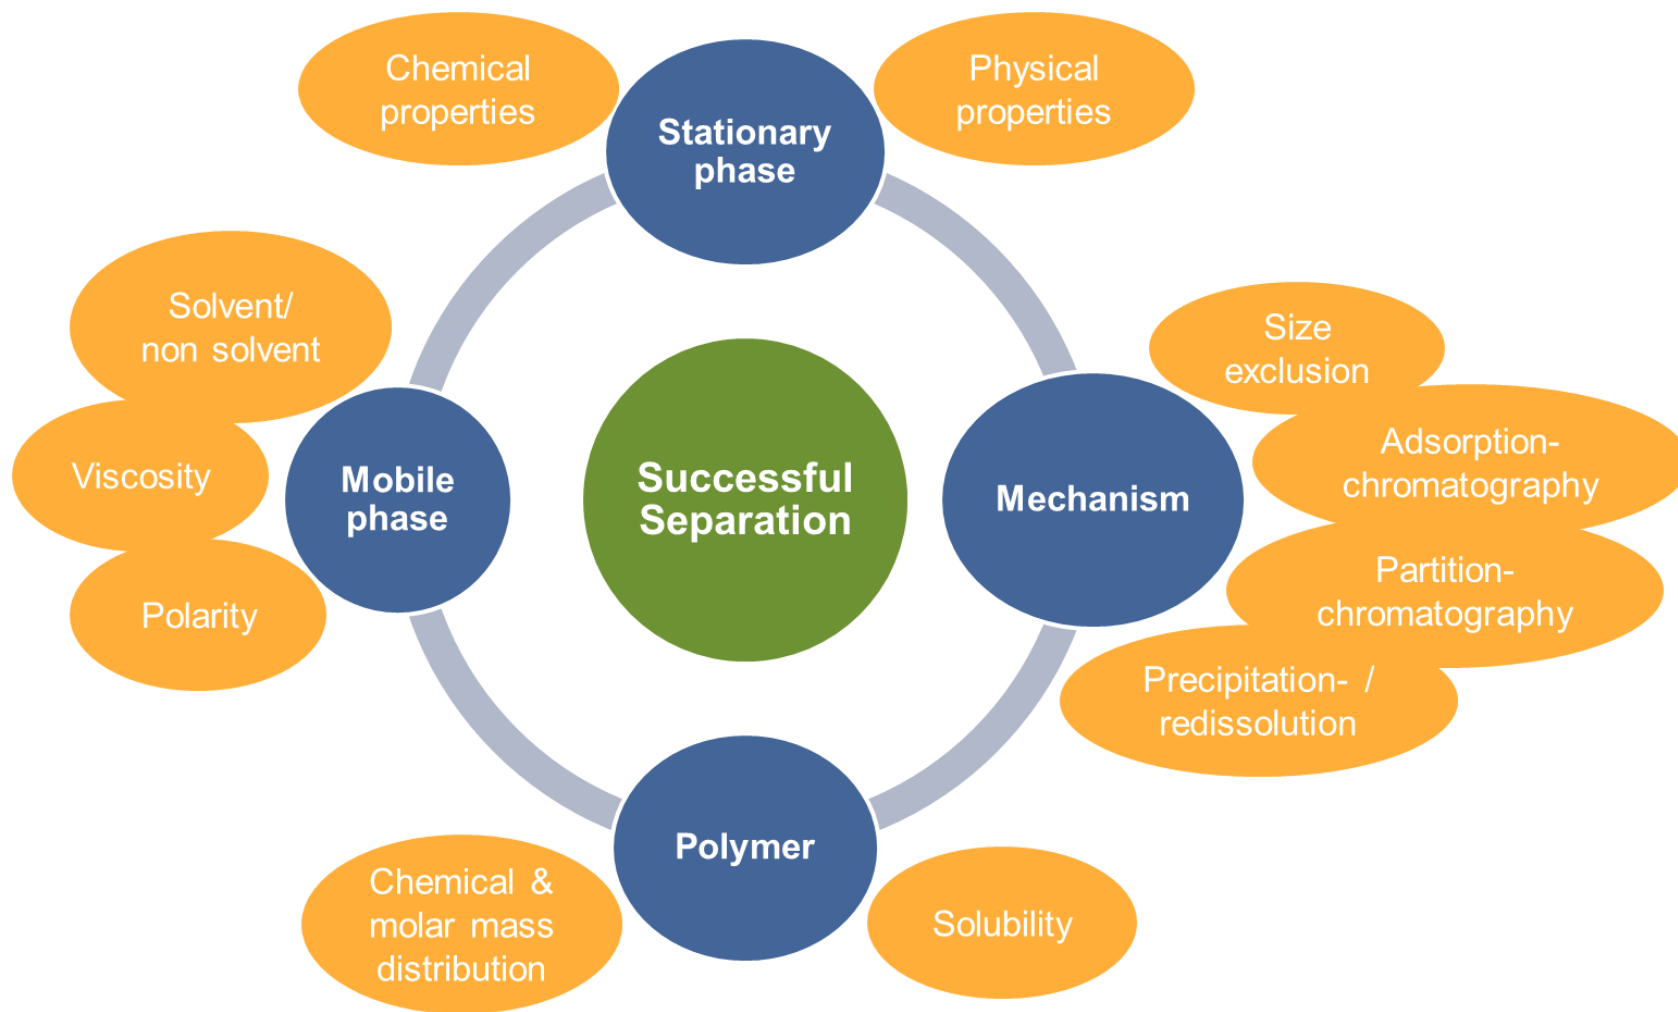 Chemical
properties
Physical
properties
Stationary
phase
Solvent/
non solvent
Size
exclusion
Viscosity
Mobile
phase
Successful
Separation
Mechanism
Adsorption-
chromatography
Polarity
Partition-
chromatography
Precipitation- /
redissolution
Polymer
Chemical &
molar mass
distribution
Solubility